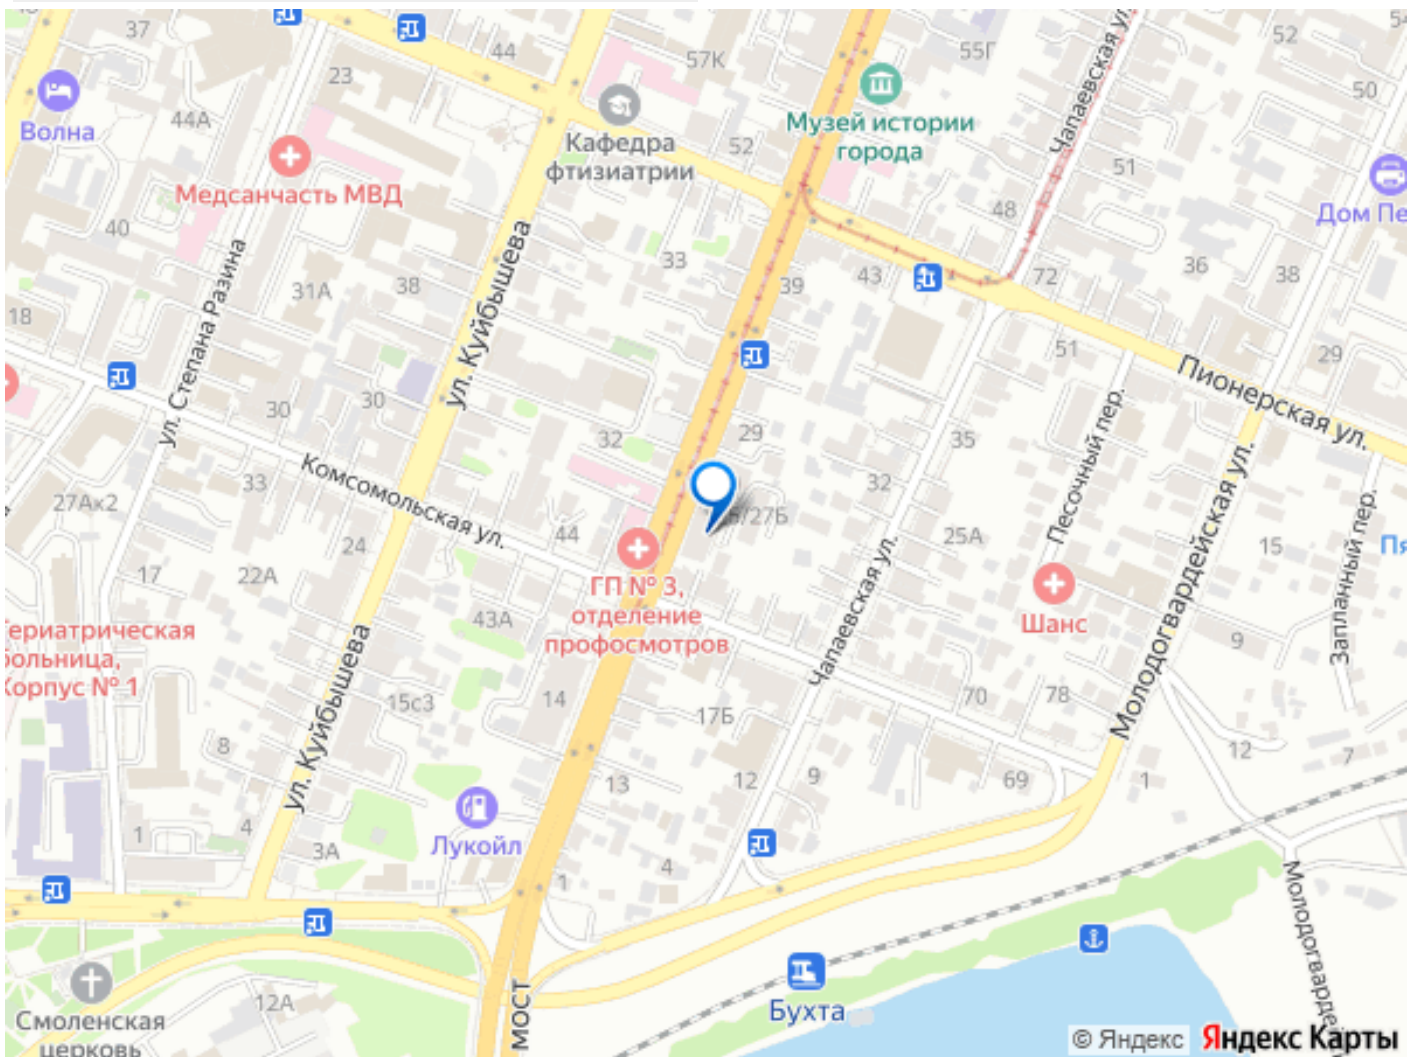 37
44
57К
55Г
52
54
23
Волна
44А
Медсанчасть МВД
Кафедра
фтизиатрии
52
Музей истории
города
Чапаевская ул.
50
51
Дом Пе
48
40
ул. Степана Разина
31А
38
ул. Куйбышева
33
39
43
72
36
38
18
51
29
Пионерская ул.
30
30
32
29
35
Песочный пер.
Молодогвардейская ул.
27Ак2
33
Комсомольская ул.
32
/27Б
25А
15
Запланный пер.
Пя
24
44
17
22А
43А
ГП № 3,
отделение
профосмотров
Чапаевская ул.
Шанс
9
ериатрическая
больница,
Корпус № 1
ул. Куйбышева
15с3
14
17Б
70
78
8
12
7
13
12
9
69
1
1
4
3А
Лукойл
4
1
Молодогвардей
мост
Бухта
12А
Смоленская
церковь
© Яндекс Яндекс Карты